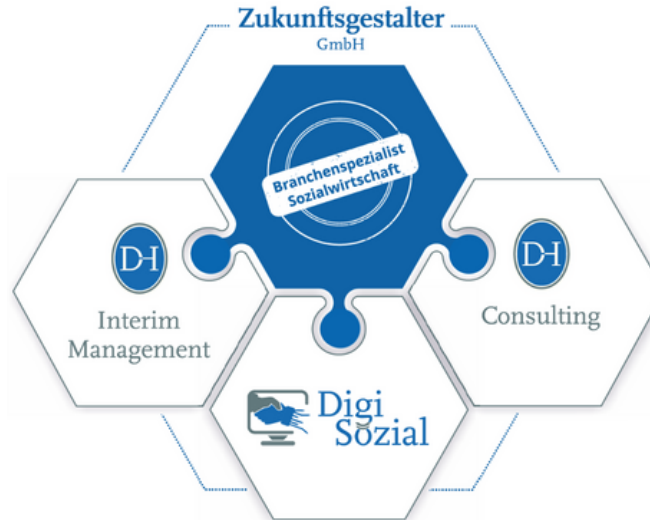 Zukunftsgestalter
GmbH
Branchenspezialist
Sozialwirtschaft
DH
Interim
Management
DH
Consulting
Digi
Sozial